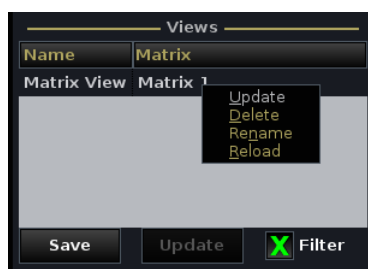 Views
Name Matrix
Matrix View Matrix 1
Update
Delete
Rename
Reload
Save Update X Filter